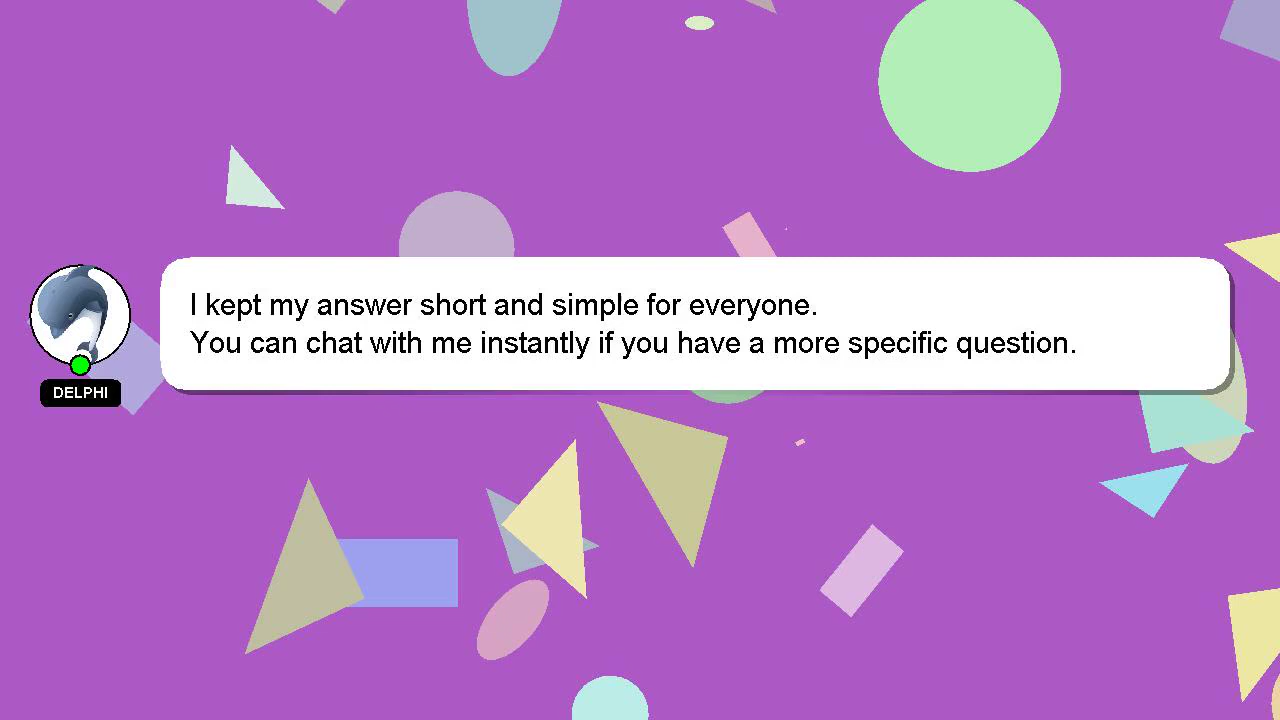 I kept my answer short and simple for everyone.
You can chat with me instantly if you have a more specific question.
DELPHI